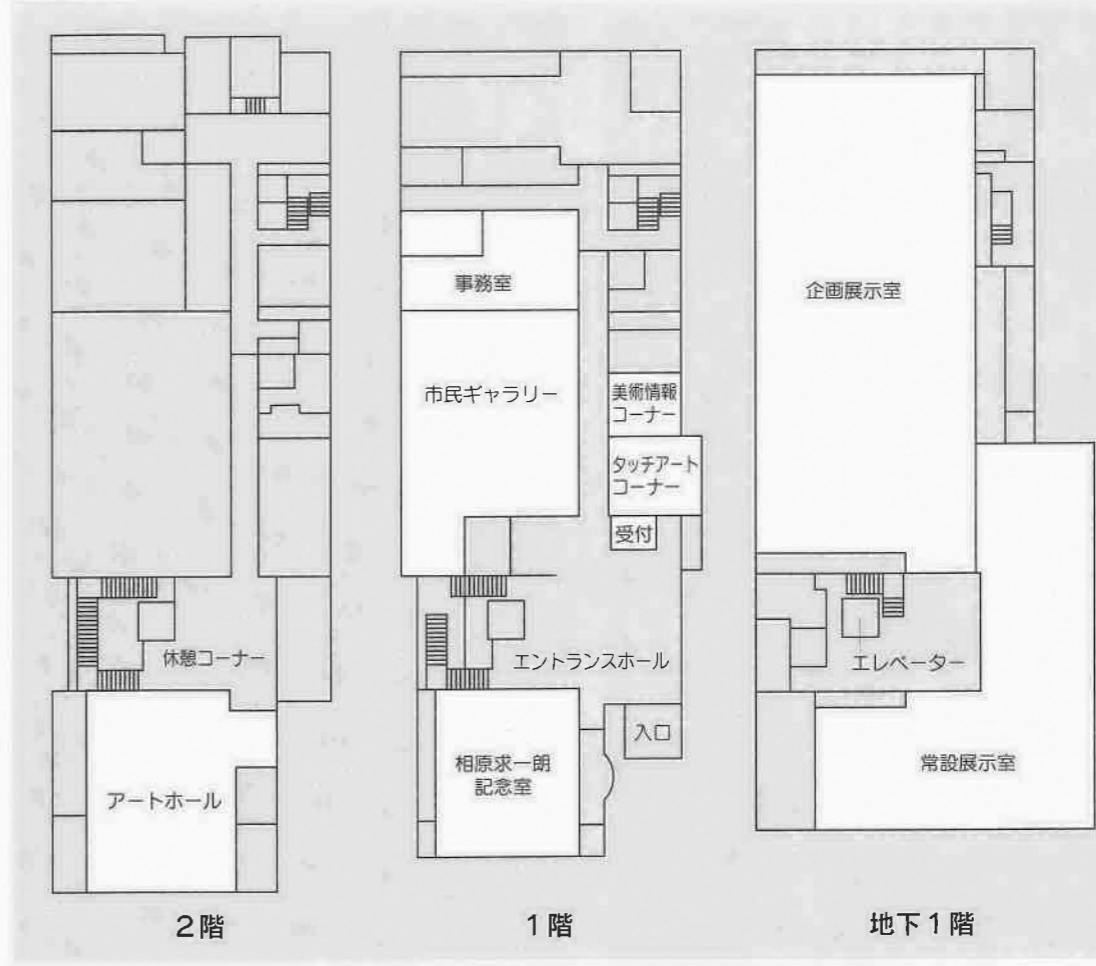 休憩コーナー
アートホール
2階
事務室
市民ギャラリー
美術情報
コーナー
タッチアート
コーナー
受付
エントランスホール
入口
相原求一朗
記念室
1階
企画展示室
エレベーター
常設展示室
地下1階